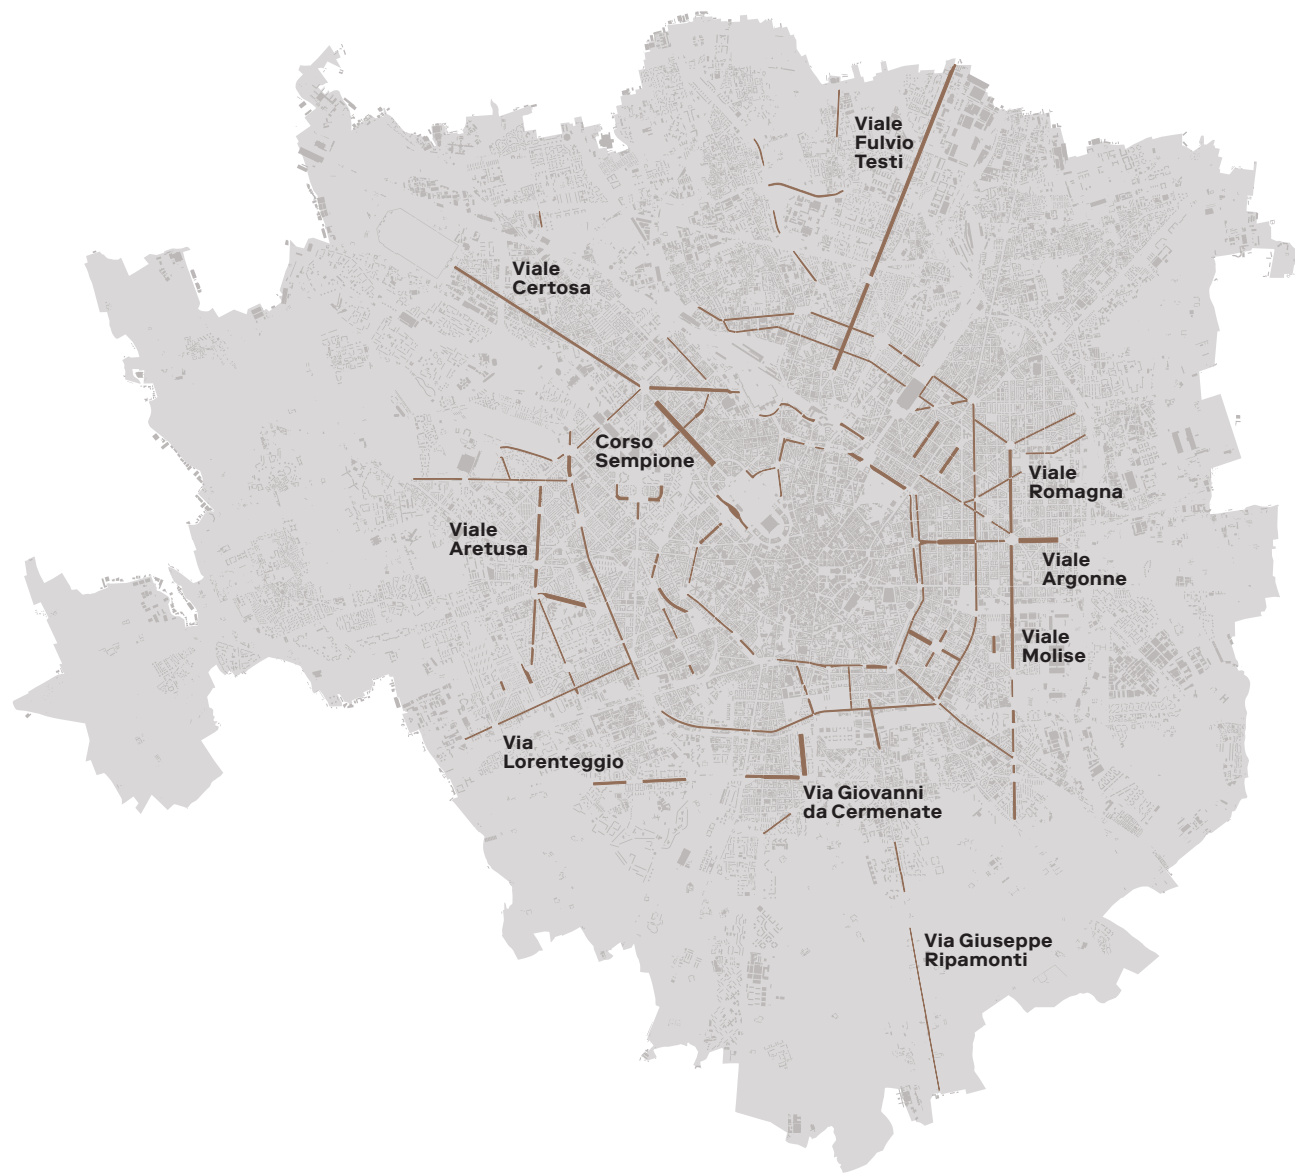 Viale
Fulvio
Testi
Viale
Certosa
Corso
Sempione
Viale
Romagna
Viale
Aretusa
Viale
Argonne
Viale
Molise
Via
Lorenteggio
Via Giovanni
da Cermenate
Via Giuseppe
Ripamonti